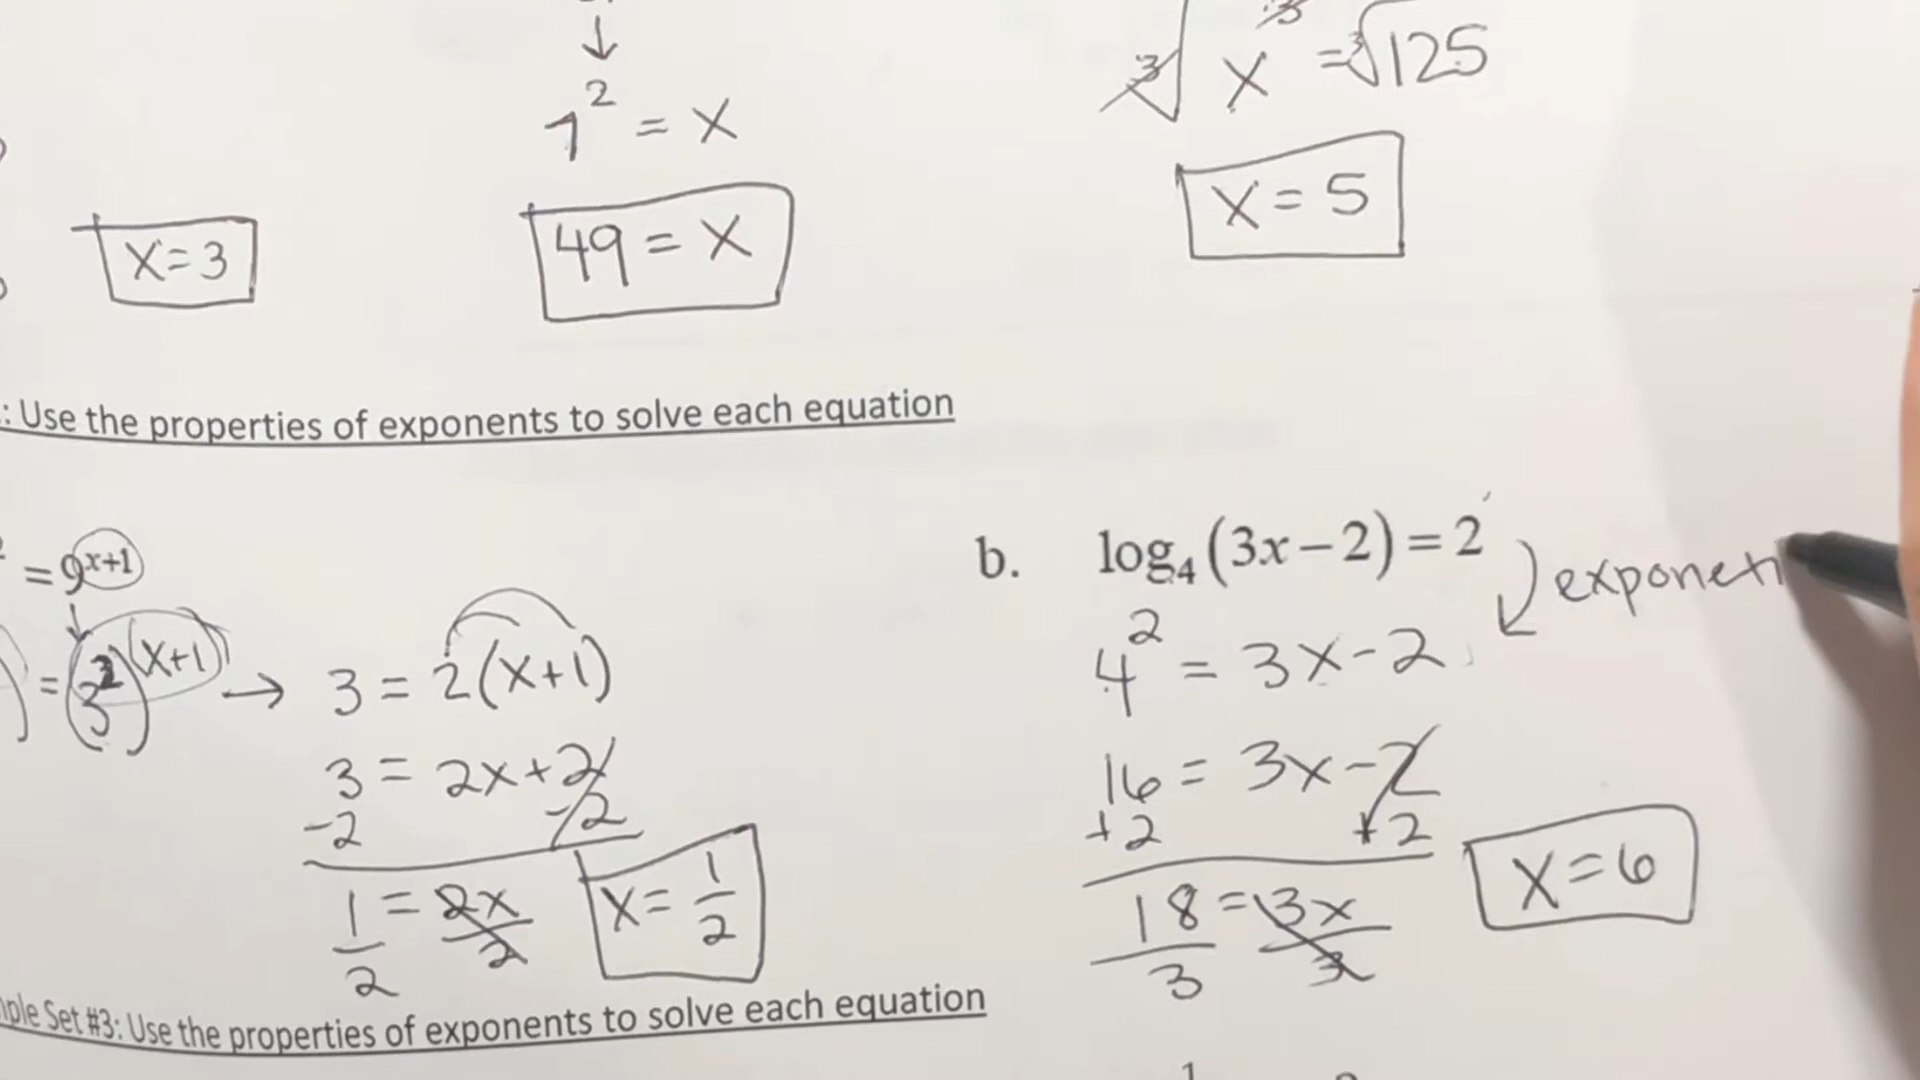 7² = x
49 = x
x = 3
∛x³ = ∛125
x = 5
: Use the properties of exponents to solve each equation
= 9^(x+1)
= (3²)^(x+1) → 3 = 2(x+1)
3 = 2x+2
-2 -2
1/2 = 2x/2
x = 1/2
b. log₄(3x−2) = 2
exponenti
4² = 3x-2
16 = 3x-2
+2 +2
18/3 = 3x/3
x = 6
ple Set #3: Use the properties of exponents to solve each equation